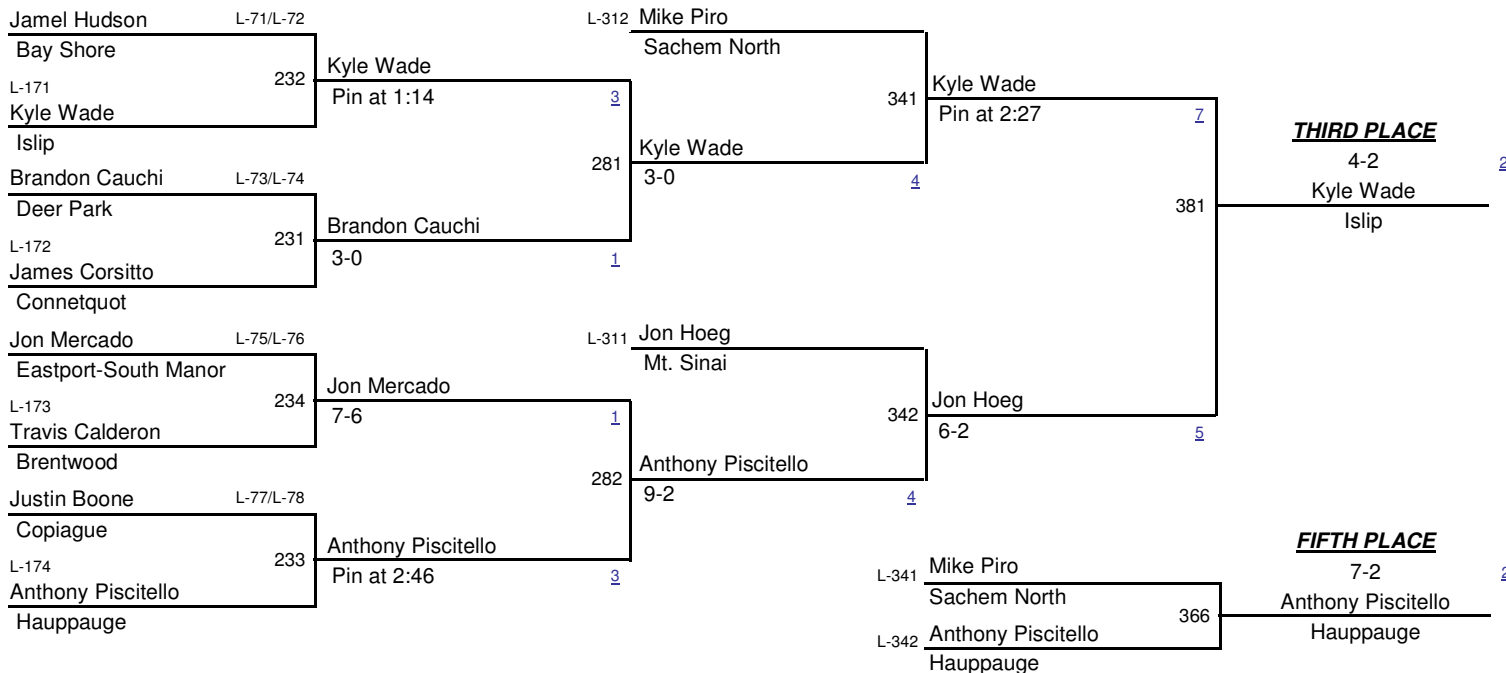 Jamel Hudson L-71/L-72
Bay Shore
232
L-171
Kyle Wade
Islip
Brandon Cauchi L-73/L-74
Deer Park
231
L-172
James Corsitto
Connetquot
Jon Mercado L-75/L-76
Eastport-South Manor
234
L-173
Travis Calderon
Brentwood
Justin Boone L-77/L-78
Copiague
233
L-174
Anthony Piscitello
Hauppauge
Kyle Wade
Pin at 1:14 3
281
Brandon Cauchi
3-0 1
Jon Mercado
7-6 1
282
Anthony Piscitello
Pin at 2:46 3
L-312 Mike Piro
Sachem North
341
Kyle Wade
3-0 4
L-311 Jon Hoeg
Mt. Sinai
342
Anthony Piscitello
9-2 4
Kyle Wade
Pin at 2:27 7
381
Jon Hoeg
6-2 5
THIRD PLACE
4-2 2
Kyle Wade
Islip
L-341 Mike Piro
Sachem North
366
L-342 Anthony Piscitello
Hauppauge
FIFTH PLACE
7-2 2
Anthony Piscitello
Hauppauge